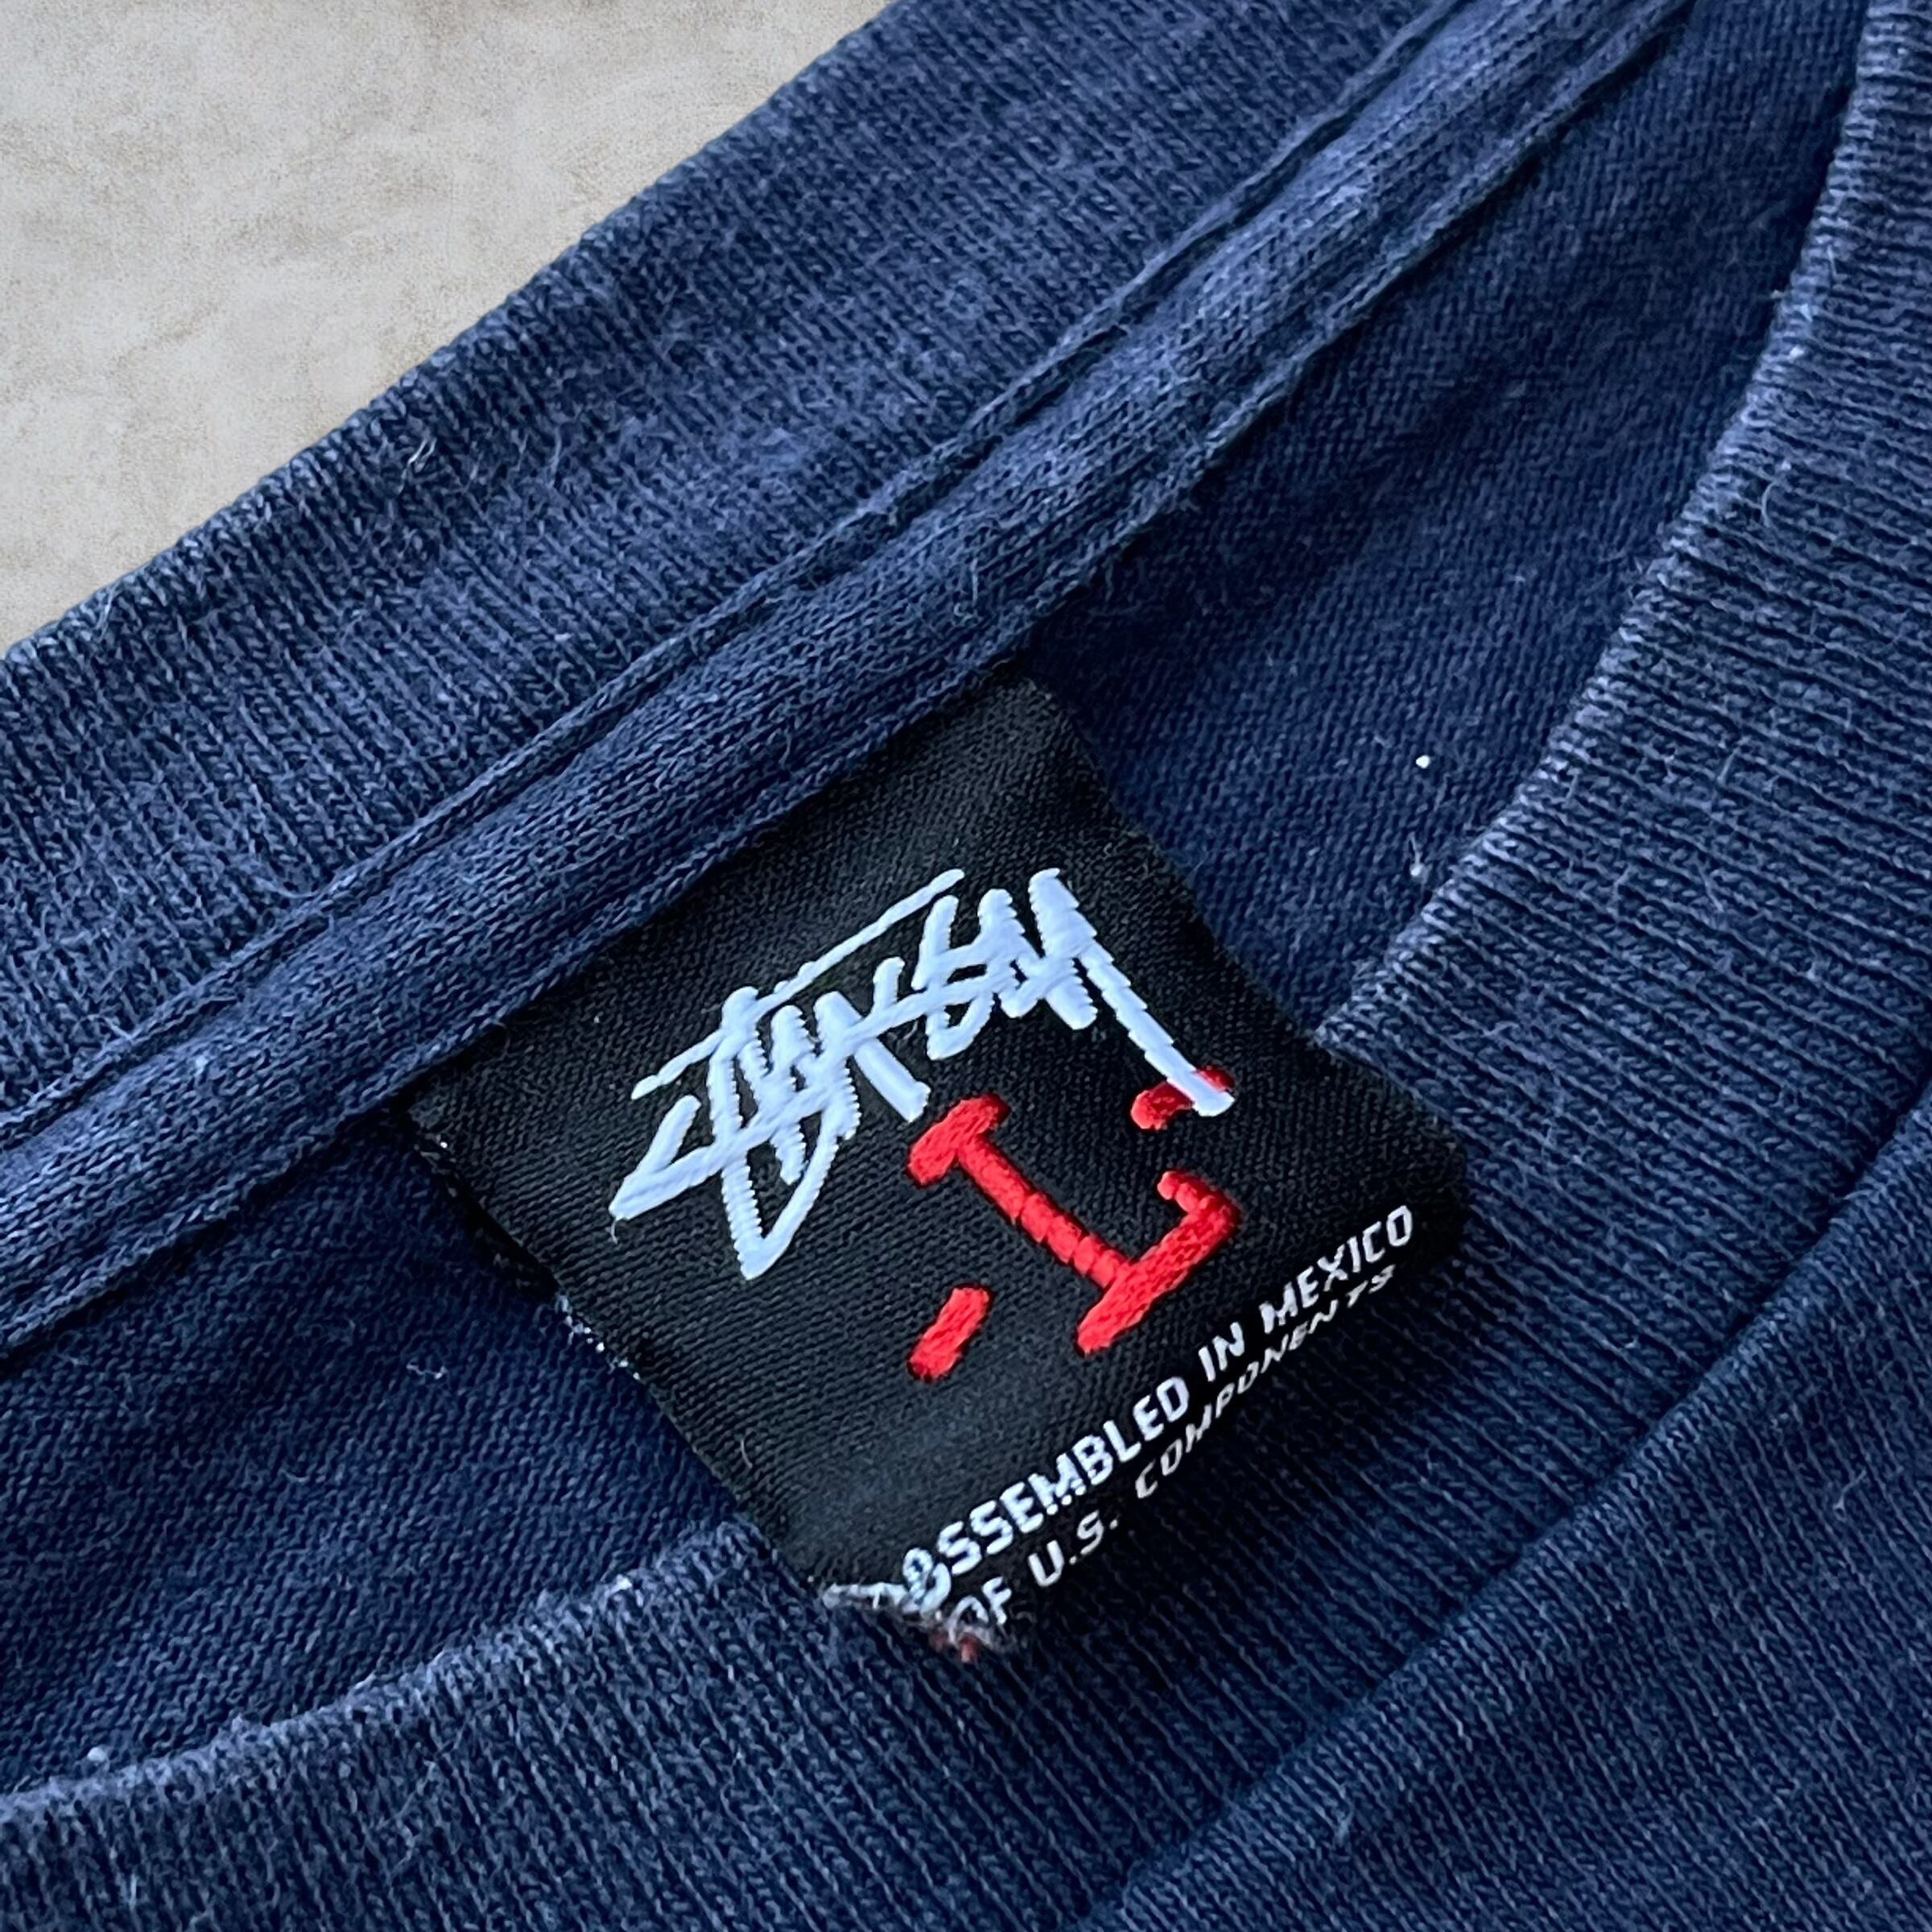 STUSSY
L
ASSEMBLED IN MEXICO
OF U.S. COMPONENTS